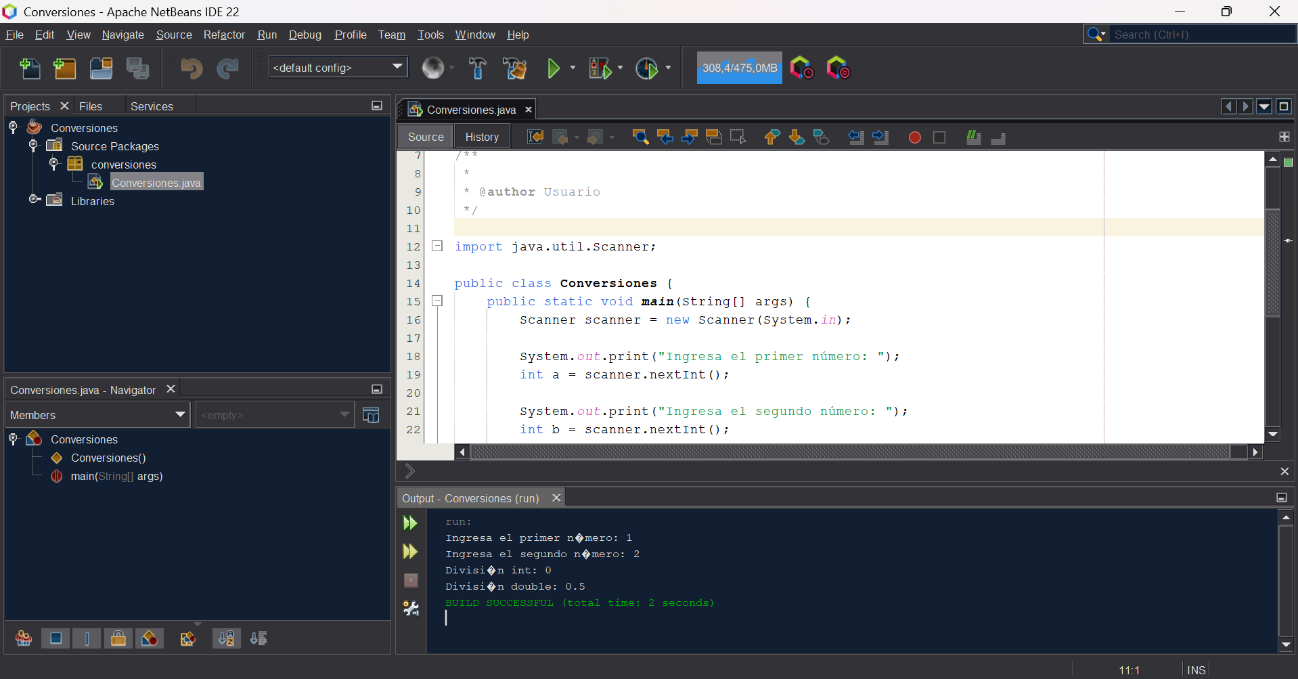 Conversiones - Apache NetBeans IDE 22
File Edit View Navigate Source Refactor Run Debug Profile Team Tools Window Help
Search (Ctrl+I)
<default config>
308,4/475,0MB
Projects Files Services
Conversiones
Source Packages
conversiones
Conversiones.java
Libraries
Conversiones.java - Navigator
Members
<empty>
Conversiones
Conversiones()
main(String[] args)
Conversiones.java
Source History
7 /**
8 *
9 * @author Usuario
10 */
11
12 import java.util.Scanner;
13
14 public class Conversiones {
15 public static void main(String[] args) {
16 Scanner scanner = new Scanner(System.in);
17
18 System.out.print("Ingresa el primer número: ");
19 int a = scanner.nextInt();
20
21 System.out.print("Ingresa el segundo número: ");
22 int b = scanner.nextInt();
Output - Conversiones (run)
run:
Ingresa el primer n�mero: 1
Ingresa el segundo n�mero: 2
Divisi�n int: 0
Divisi�n double: 0.5
BUILD SUCCESSFUL (total time: 2 seconds)
11:1 INS